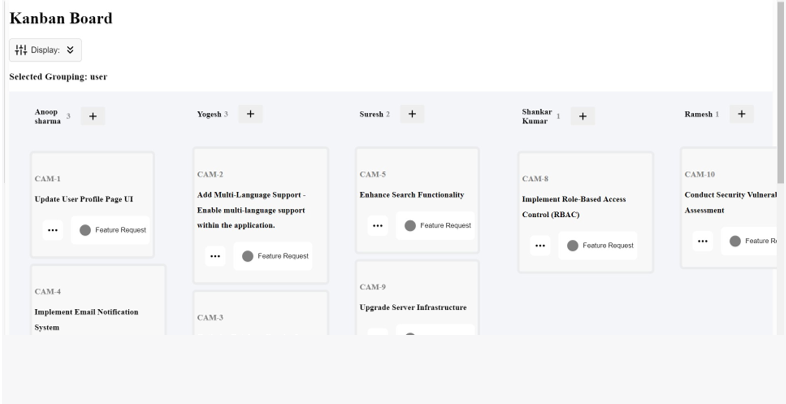 Kanban Board
Display:
Selected Grouping: user
Anoop
sharma 3 +
Yogesh 3 +
Suresh 2 +
Shankar
Kumar 1 +
Ramesh 1 +
CAM-1
Update User Profile Page UI
... Feature Request
CAM-4
Implement Email Notification
System
CAM-2
Add Multi-Language Support -
Enable multi-language support
within the application.
... Feature Request
CAM-3
CAM-5
Enhance Search Functionality
... Feature Request
CAM-9
Upgrade Server Infrastructure
CAM-8
Implement Role-Based Access
Control (RBAC)
... Feature Request
CAM-10
Conduct Security Vulneral
Assessment
... Feature R